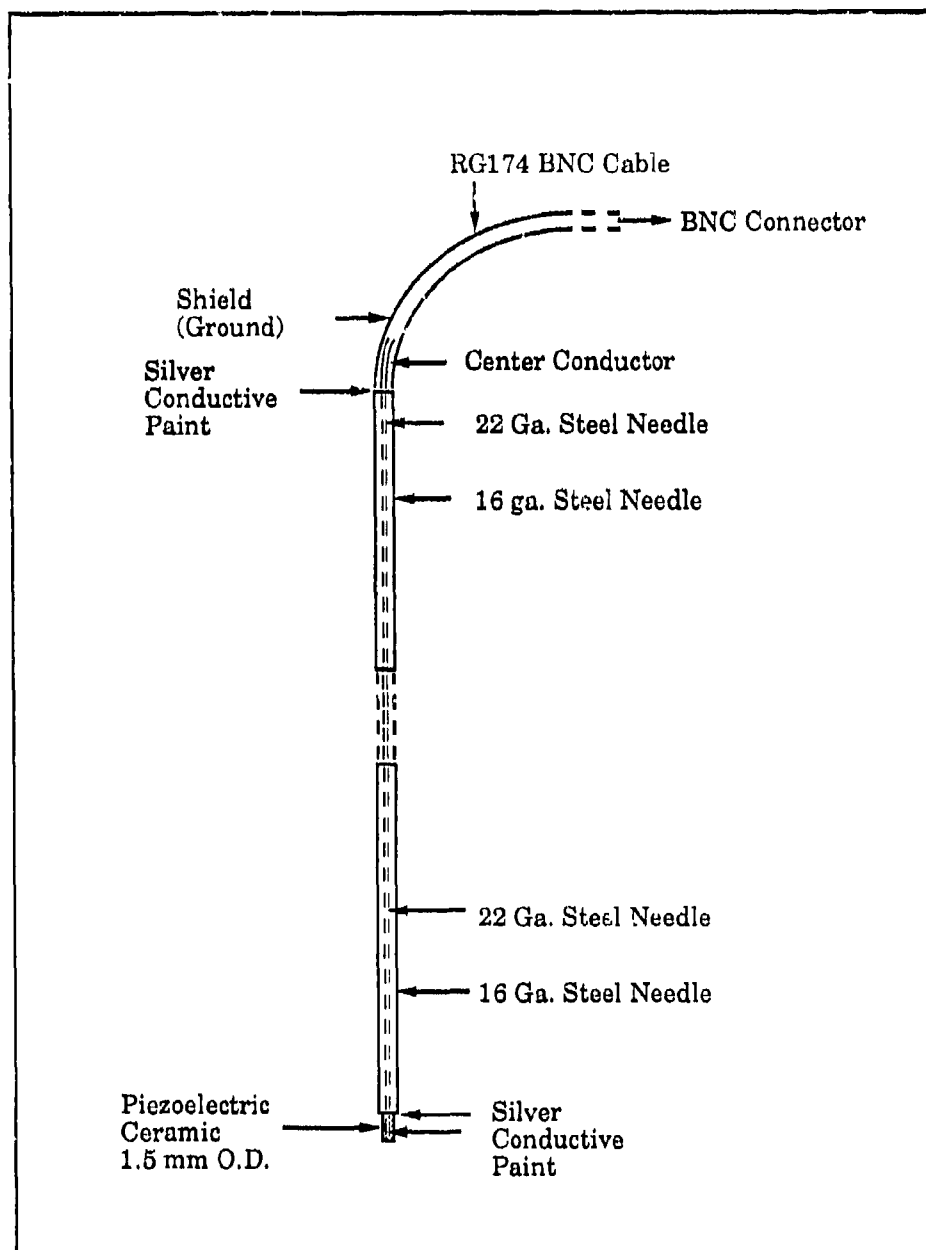 RG174 BNC Cable
BNC Connector
Shield
(Ground)
Center Conductor
Silver
Conductive
Paint
22 Ga. Steel Needle
16 ga. Steel Needle
22 Ga. Steel Needle
16 Ga. Steel Needle
Piezoelectric
Ceramic
1.5 mm O.D.
Silver
Conductive
Paint